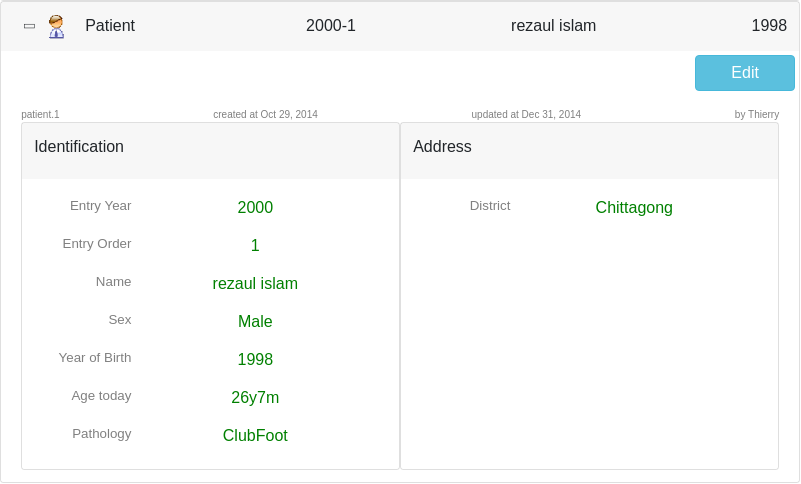 Patient 2000-1 rezaul islam 1998
Edit
patient.1 created at Oct 29, 2014 updated at Dec 31, 2014 by Thierry
Identification
Entry Year 2000
Entry Order 1
Name rezaul islam
Sex Male
Year of Birth 1998
Age today 26y7m
Pathology ClubFoot
Address
District Chittagong